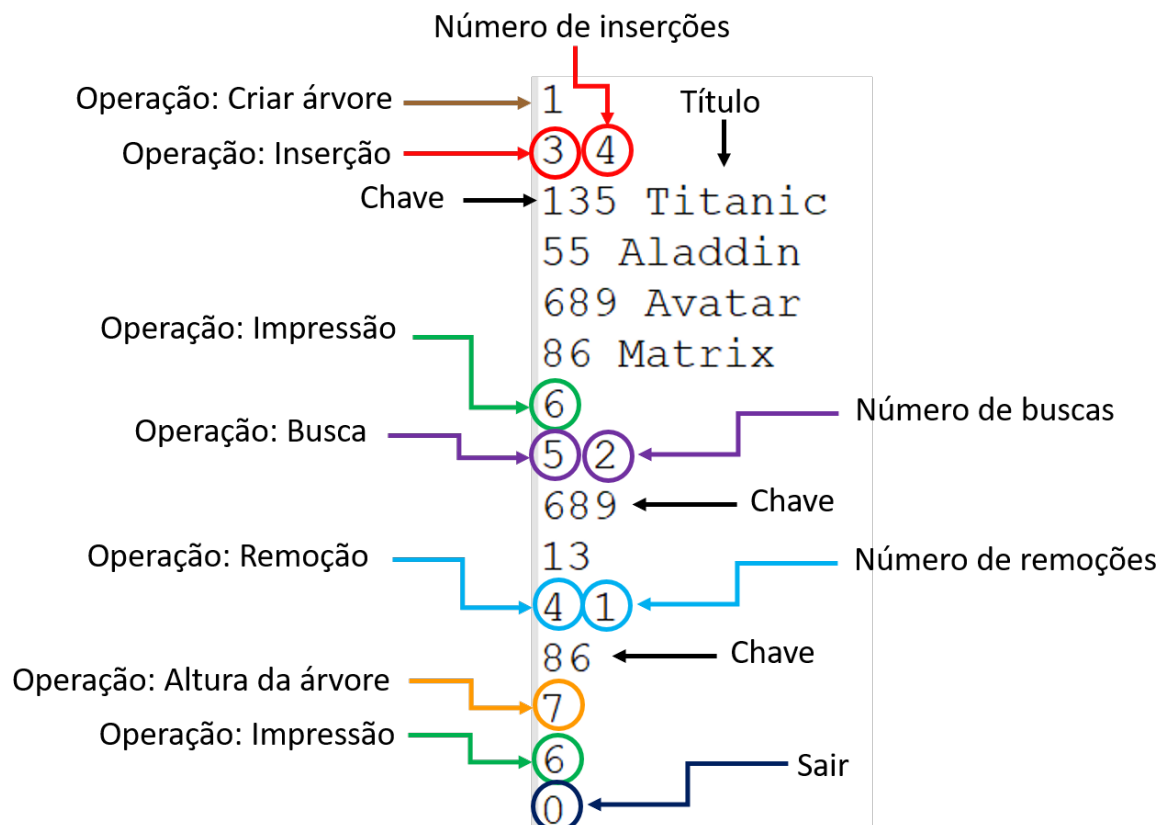 Número de inserções
Operação: Criar árvore 1 Título
Operação: Inserção 3 4
Chave 135 Titanic
55 Aladdin
689 Avatar
Operação: Impressão 86 Matrix
6 Número de buscas
Operação: Busca 5 2
689 Chave
Operação: Remoção 13 Número de remoções
4 1
86 Chave
Operação: Altura da árvore 7
Operação: Impressão 6 Sair
0